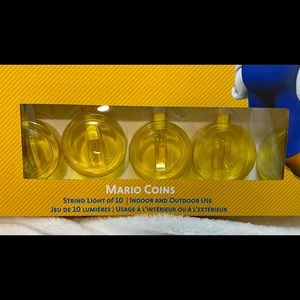 MARIO COINS
STRING LIGHT OF 10 | INDOOR AND OUTDOOR USE
JEU DE 10 LUMIÈRES | USAGE À L'INTÉRIEUR OU À L'EXTÉRIEUR